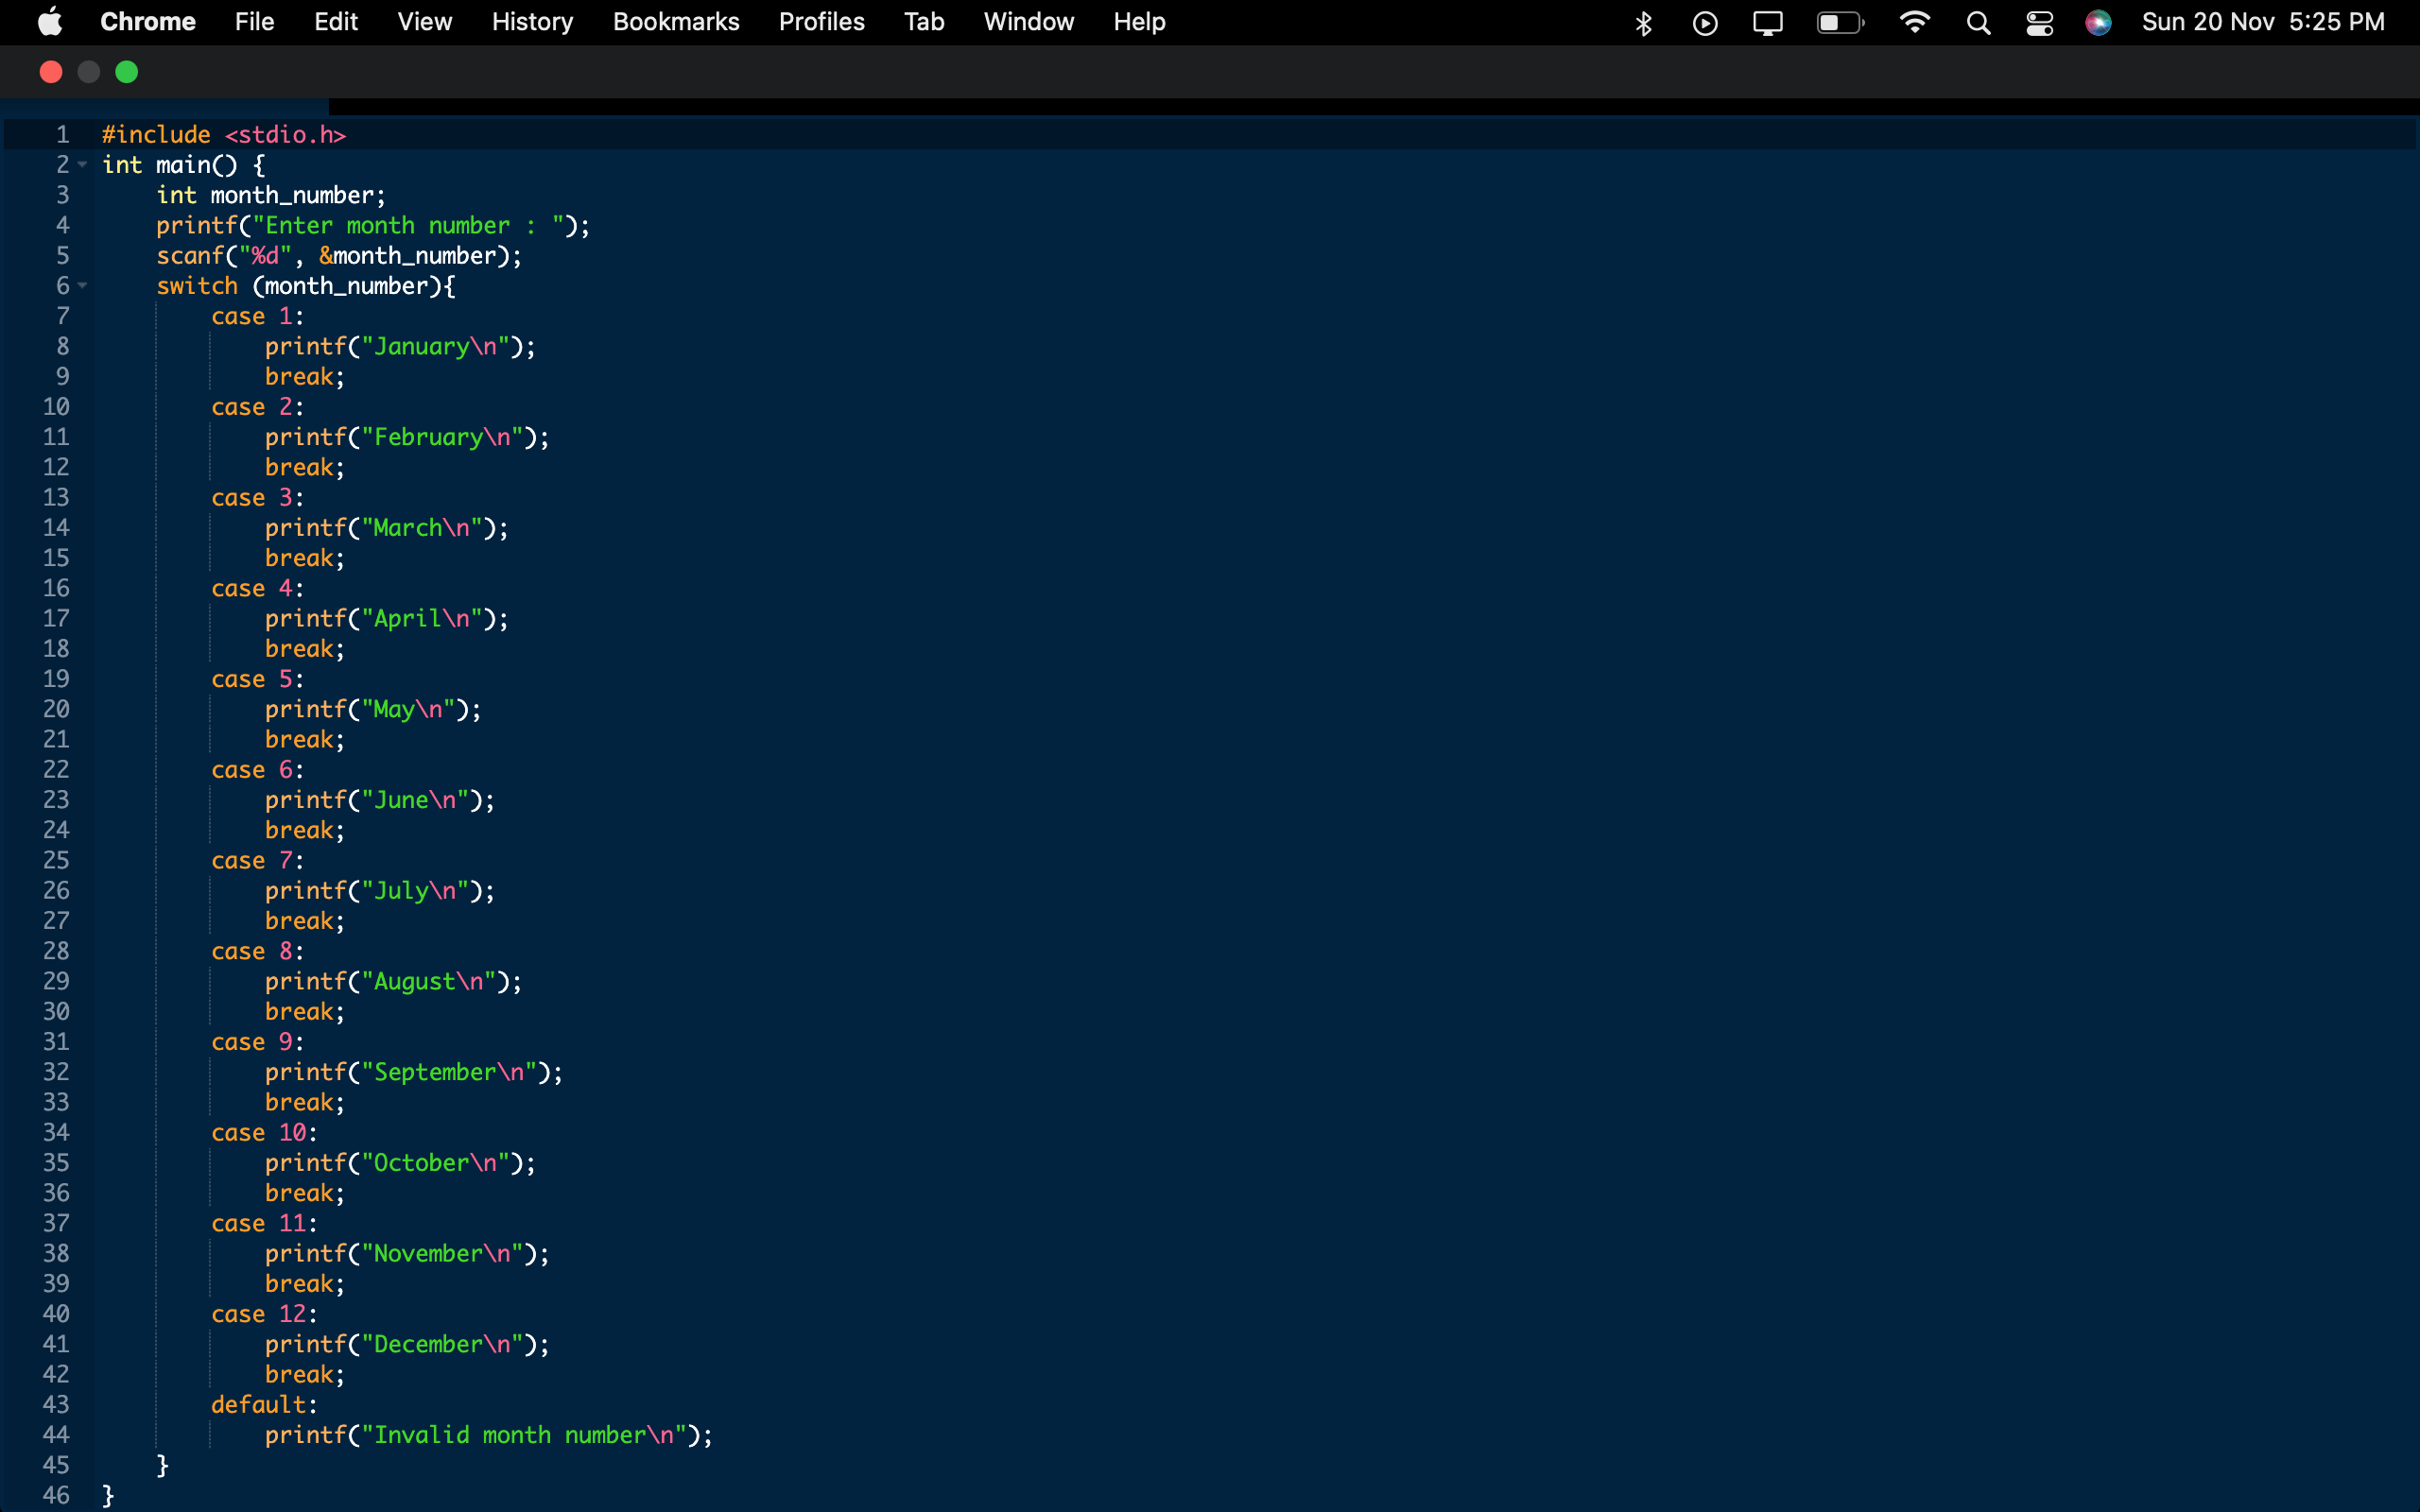 Chrome File Edit View History Bookmarks Profiles Tab Window Help Sun 20 Nov 5:25 PM
1 #include <stdio.h>
2 int main() {
3     int month_number;
4     printf("Enter month number : ");
5     scanf("%d", &month_number);
6     switch (month_number){
7         case 1:
8             printf("January\n");
9             break;
10         case 2:
11             printf("February\n");
12             break;
13         case 3:
14             printf("March\n");
15             break;
16         case 4:
17             printf("April\n");
18             break;
19         case 5:
20             printf("May\n");
21             break;
22         case 6:
23             printf("June\n");
24             break;
25         case 7:
26             printf("July\n");
27             break;
28         case 8:
29             printf("August\n");
30             break;
31         case 9:
32             printf("September\n");
33             break;
34         case 10:
35             printf("October\n");
36             break;
37         case 11:
38             printf("November\n");
39             break;
40         case 12:
41             printf("December\n");
42             break;
43         default:
44             printf("Invalid month number\n");
45     }
46 }